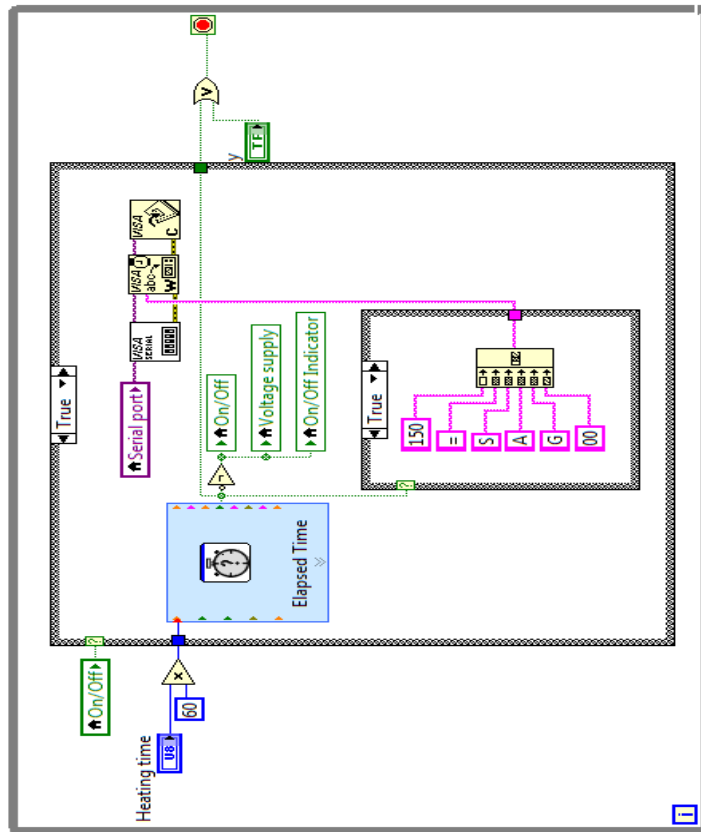 True
On/Off
Serial port
VISA SERIAL
VISA abc W
VISA C
Heating time
U8
x
60
?
V
On/Off
y
TF
Voltage supply
?
Elapsed Time
On/Off Indicator
True
?
150
=
S
A
G
00
i